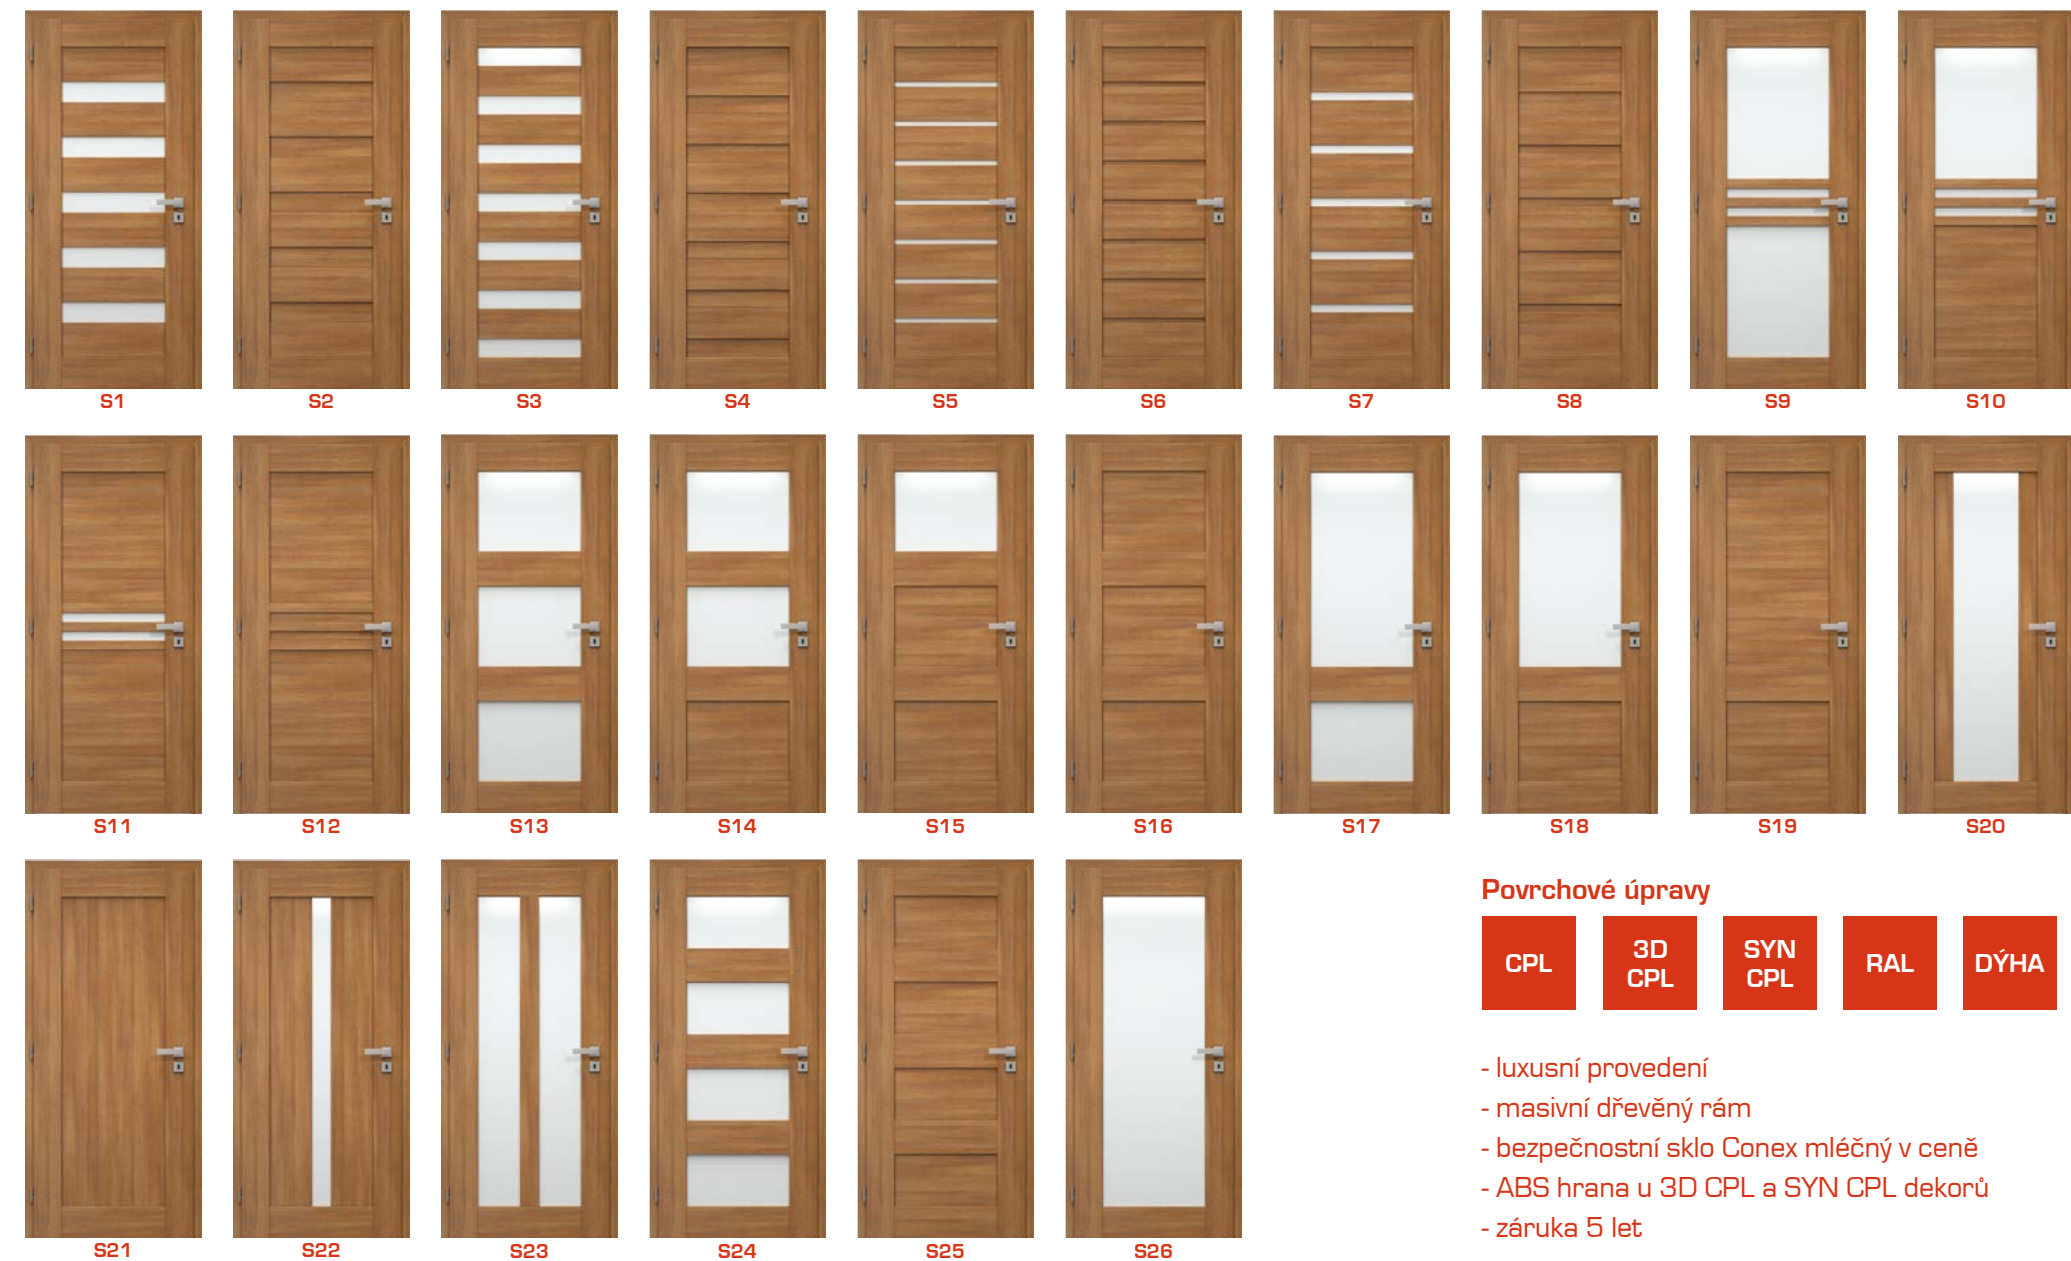 S1
S2
S3
S4
S5
S6
S7
S8
S9
S10
S11
S12
S13
S14
S15
S16
S17
S18
S19
S20
S21
S22
S23
S24
S25
S26
Povrchové úpravy
CPL
3D
CPL
SYN
CPL
RAL
DÝHA
- luxusní provedení
- masivní dřevěný rám
- bezpečnostní sklo Conex mléčný v ceně
- ABS hrana u 3D CPL a SYN CPL dekorů
- záruka 5 let